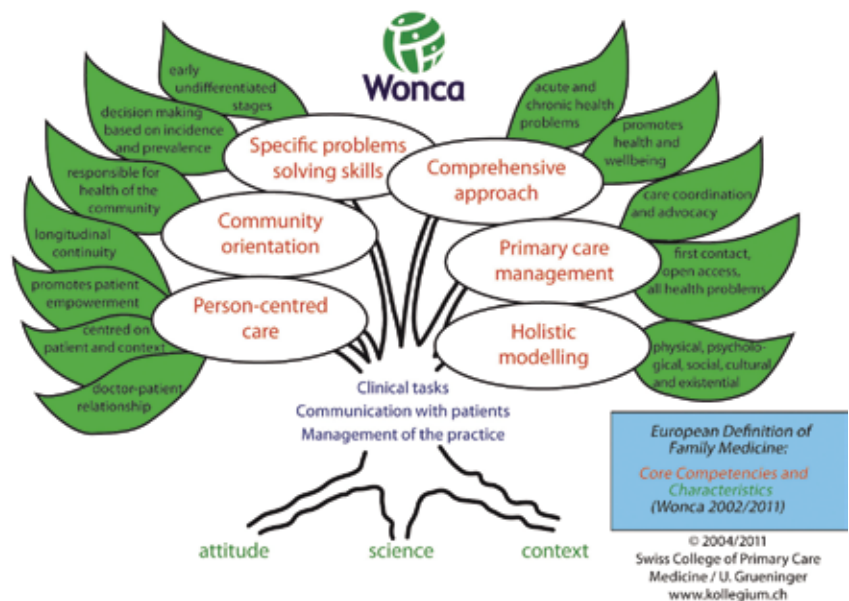 Wonca
early
undifferentiated
stages
decision making
based on incidence
and prevalence
responsible for
health of the
community
longitudinal
continuity
promotes patient
empowerment
centred on
patient and context
doctor-patient
relationship
Specific problems
solving skills
Community
orientation
Person-centred
care
Comprehensive
approach
Primary care
management
Holistic
modelling
acute and
chronic health
problems
promotes
health and
wellbeing
care coordination
and advocacy
first contact,
open access,
all health problems
physical, psycholo-
gical, social, cultural
and existential
Clinical tasks
Communication with patients
Management of the practice
attitude
science
context
European Definition of
Family Medicine:
Core Competencies and
Characteristics
(Wonca 2002/2011)
© 2004/2011
Swiss College of Primary Care
Medicine / U. Grueninger
www.kollegium.ch